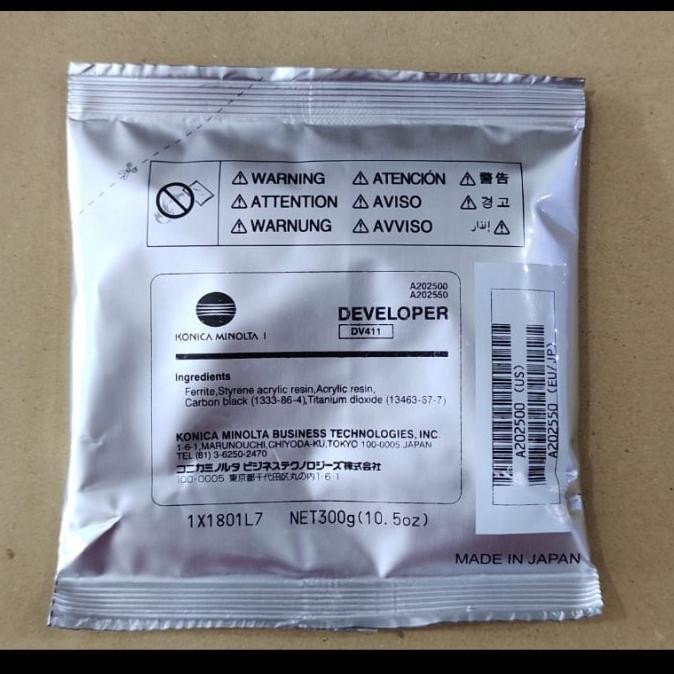 ⚠ WARNING ⚠ ATENCIÓN ⚠ 警告
⚠ ATTENTION ⚠ AVISO ⚠ 경고
⚠ WARNUNG ⚠ AVVISO إنذار ⚠
A202500
A202550
DEVELOPER
DV411
KONICA MINOLTA
Ingredients
Ferrite,Styrene acrylic resin,Acrylic resin,
Carbon black (1333-86-4),Titanium dioxide (13463-67-7)
KONICA MINOLTA BUSINESS TECHNOLOGIES, INC.
1-6-1,MARUNOUCHI,CHIYODA-KU,TOKYO 100-0005 JAPAN
TEL (81) 3-6250-2470
コニカミノルタ ビジネステクノロジーズ株式会社
100-0005 東京都千代田区丸の内1-6-1
1X1801L7 NET300g(10.5oz)
A202500 (US)
A202550 (EU/JP)
MADE IN JAPAN